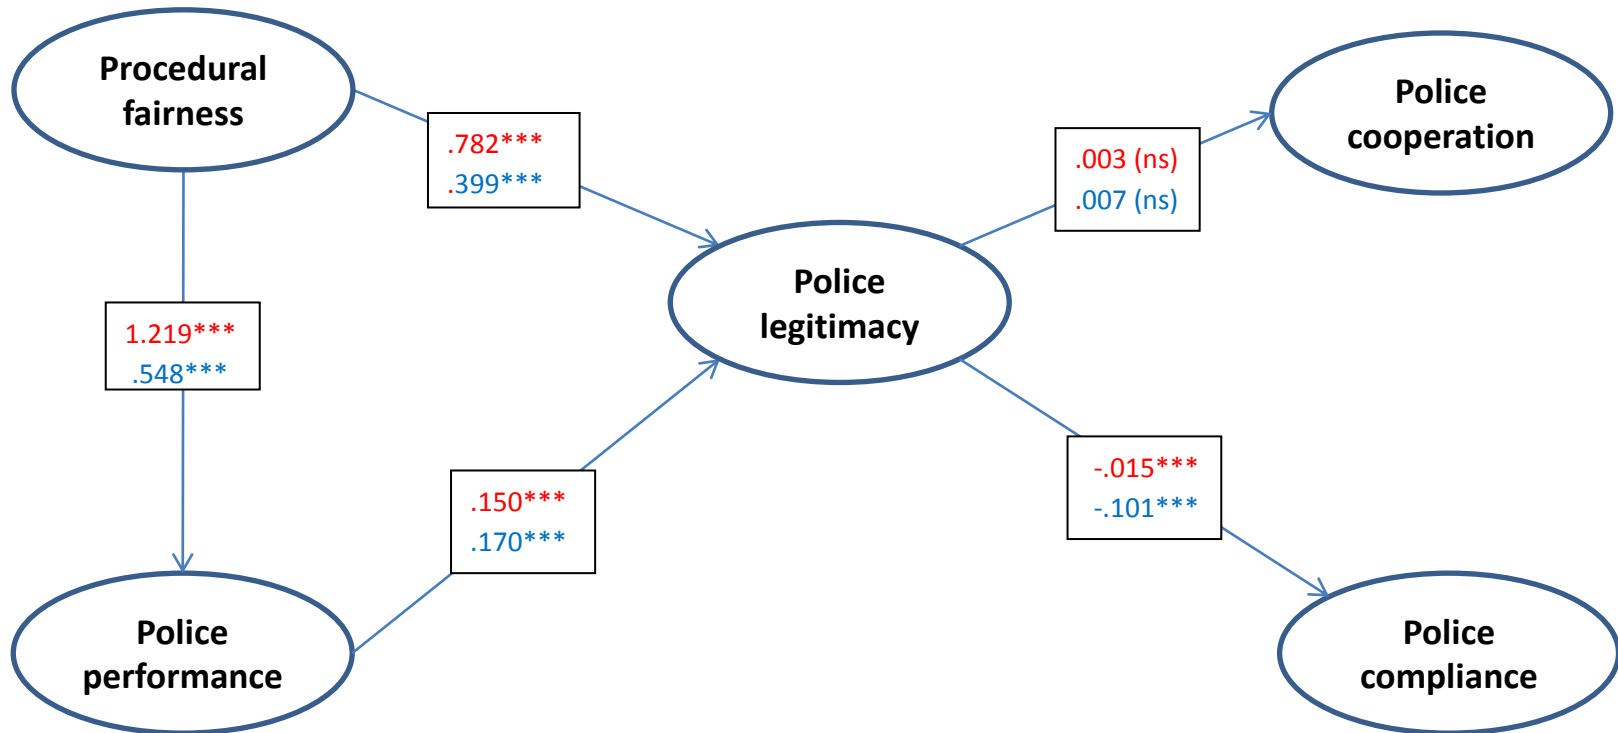 Procedural
fairness
Police
cooperation
.782***
.399***
.003 (ns)
.007 (ns)
Police
legitimacy
1.219***
.548***
.150***
.170***
-.015***
-.101***
Police
performance
Police
compliance